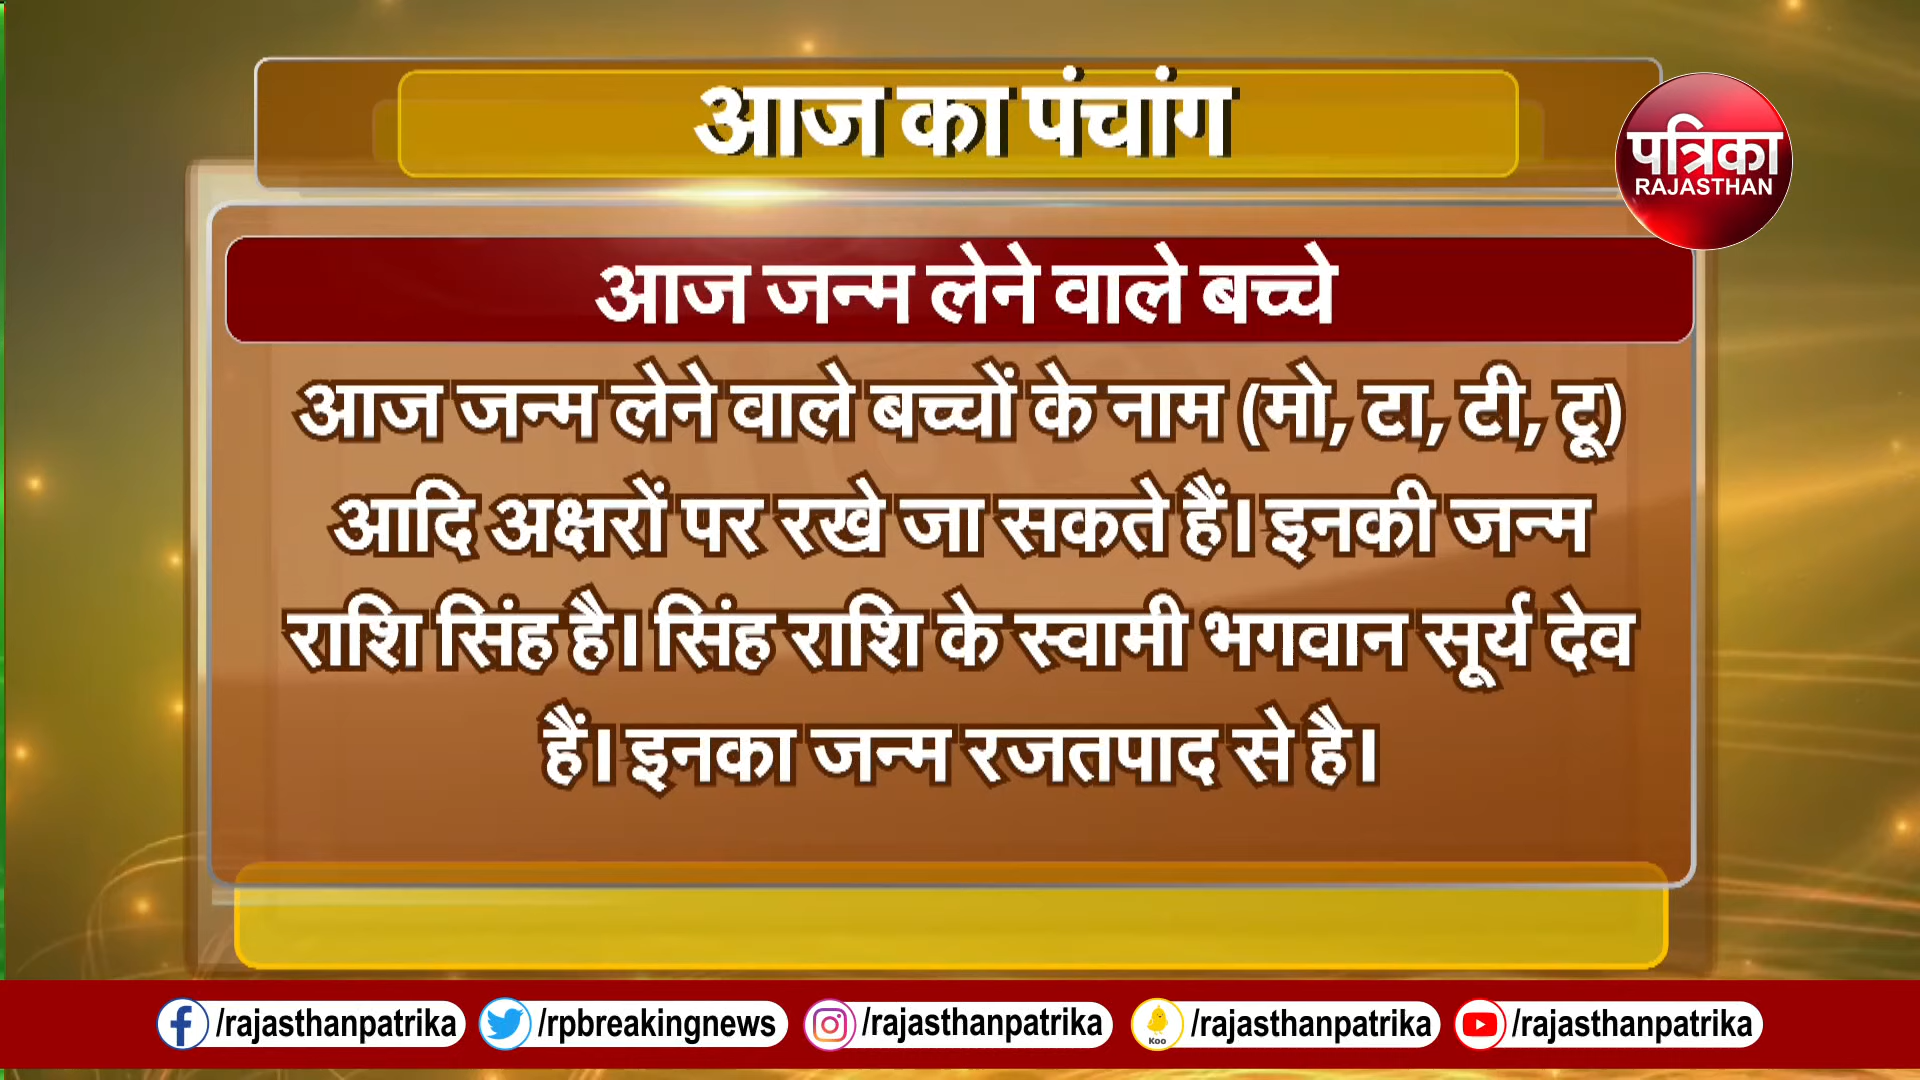 आज का पंचांग
पत्रिका
RAJASTHAN
आज जन्म लेने वाले बच्चे
आज जन्म लेने वाले बच्चों के नाम (मो, टा, टी, टू)
आदि अक्षरों पर रखे जा सकते हैं। इनकी जन्म
राशि सिंह है। सिंह राशि के स्वामी भगवान सूर्य देव
हैं। इनका जन्म रजतपाद से है।
/rajasthanpatrika /rpbreakingnews /rajasthanpatrika Koo /rajasthanpatrika /rajasthanpatrika